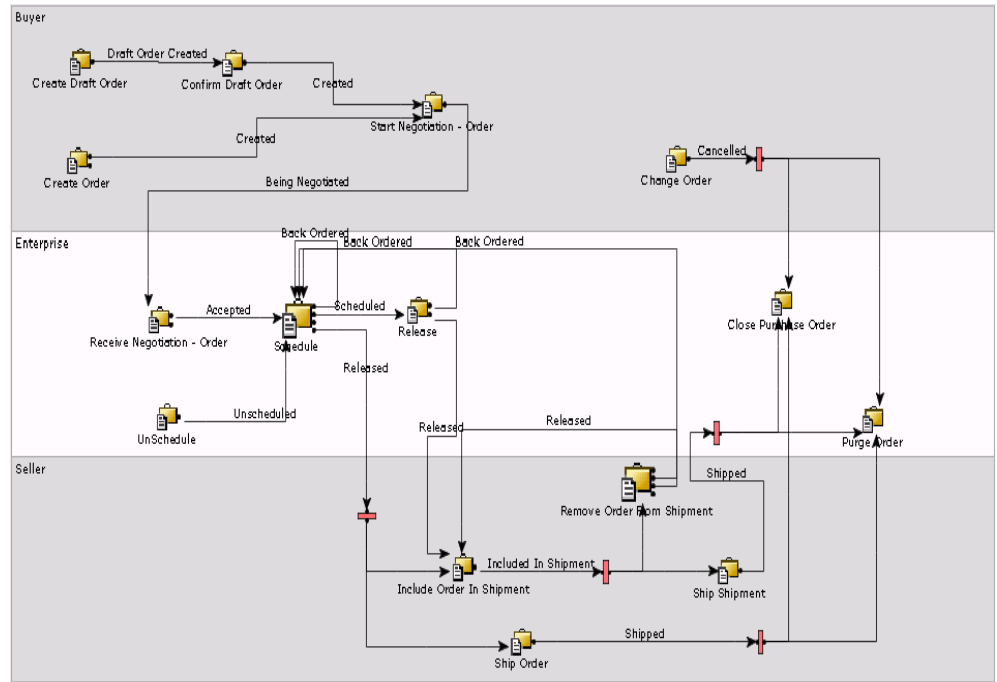 Buyer
Draft Order Created
Create Draft Order
Confirm Draft Order
Created
Start Negotiation - Order
Created
Create Order
Being Negotiated
Cancelled
Change Order
Enterprise
Back Ordered
Back Ordered
Back Ordered
Accepted
Scheduled
Receive Negotiation - Order
Schedule
Release
Close Purchase Order
Released
Unscheduled
UnSchedule
Released
Released
Purge Order
Seller
Shipped
Remove Order From Shipment
Included In Shipment
Include Order In Shipment
Ship Shipment
Shipped
Ship Order